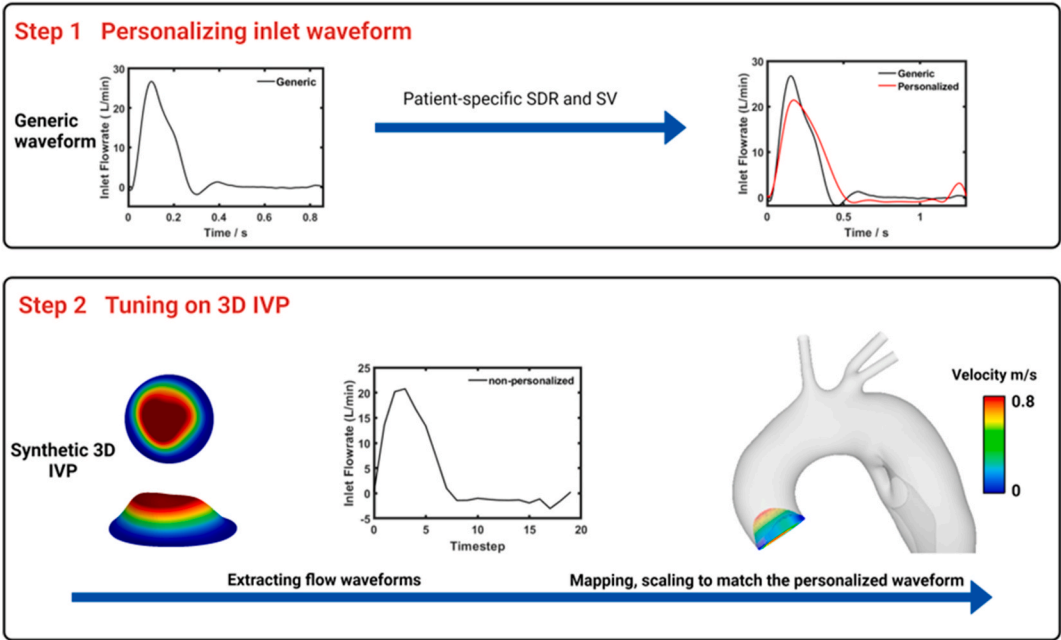 Step 1 Personalizing inlet waveform
Generic
waveform
Inlet Flowrate ( L/min)
30
20
10
0
0
0.2
0.4
0.6
0.8
Time / s
Generic
Patient-specific SDR and SV
Inlet Flowrate (L/min)
30
20
10
0
0
0.5
1
Time / s
Generic
Personalized
Step 2 Tuning on 3D IVP
Synthetic 3D
IVP
Inlet Flowrate (L/min)
25
20
15
10
5
0
-5
0
5
10
15
20
Timestep
non-personalized
Velocity m/s
0.8
0
Extracting flow waveforms
Mapping, scaling to match the personalized waveform